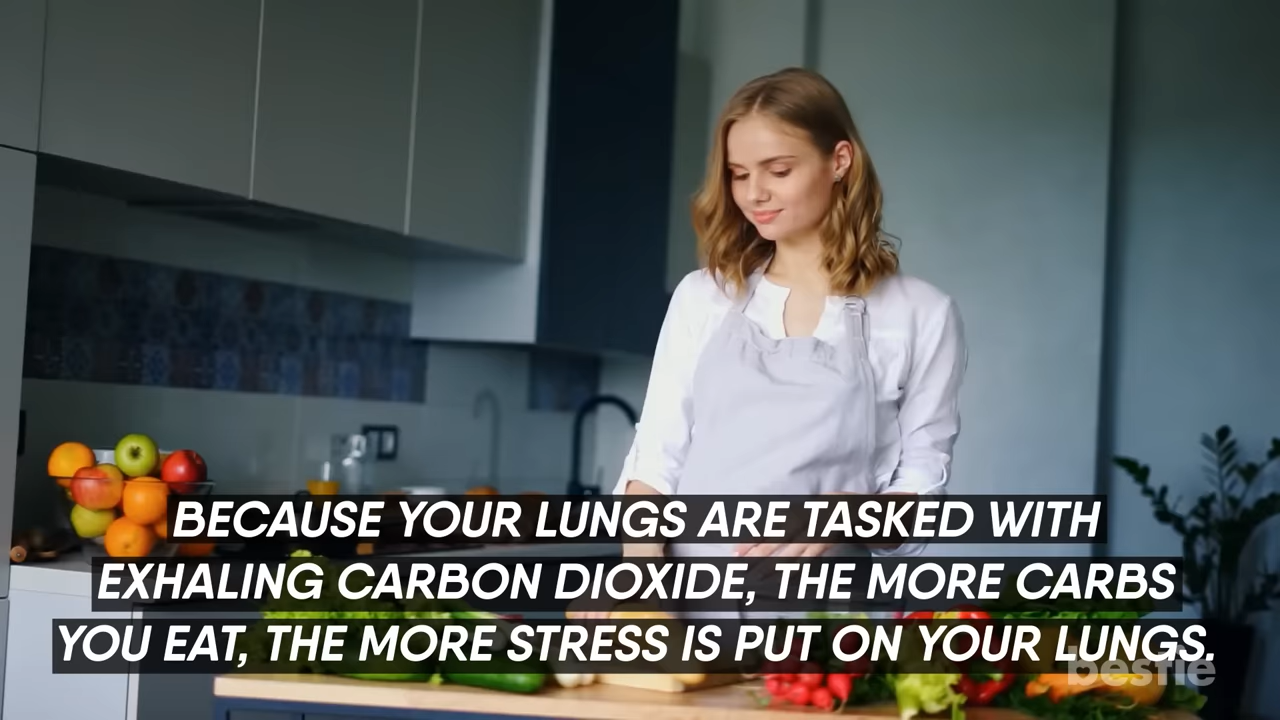 BECAUSE YOUR LUNGS ARE TASKED WITH
EXHALING CARBON DIOXIDE, THE MORE CARBS
YOU EAT, THE MORE STRESS IS PUT ON YOUR LUNGS.
bestie